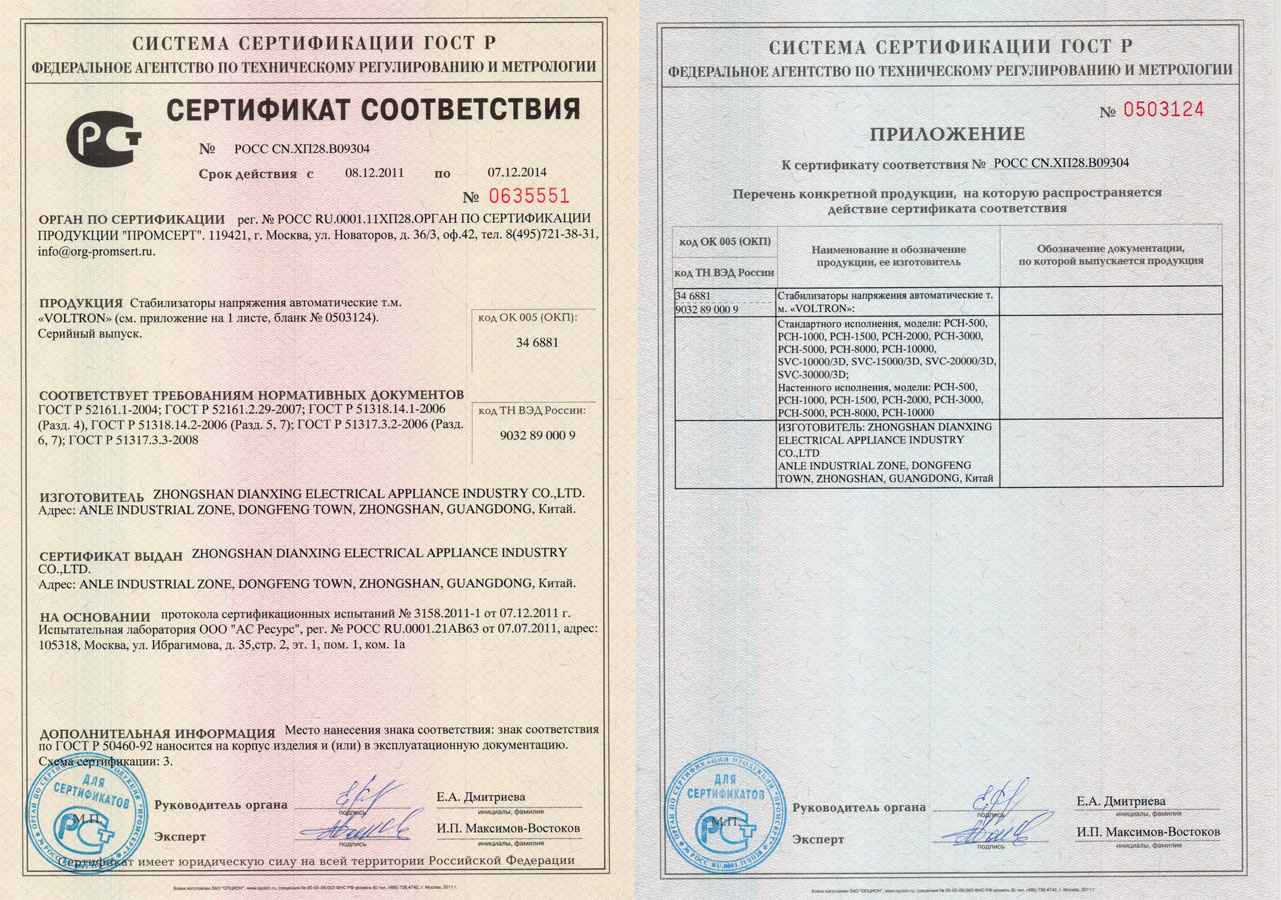 СИСТЕМА СЕРТИФИКАЦИИ ГОСТ Р
ФЕДЕРАЛЬНОЕ АГЕНТСТВО ПО ТЕХНИЧЕСКОМУ РЕГУЛИРОВАНИЮ И МЕТРОЛОГИИ
СЕРТИФИКАТ СООТВЕТСТВИЯ
№ РОСС CN.ХП28.В09304
Срок действия с 08.12.2011 по 07.12.2014
№ 0635551
ОРГАН ПО СЕРТИФИКАЦИИ рег. № РОСС RU.0001.11ХП28.ОРГАН ПО СЕРТИФИКАЦИИ
ПРОДУКЦИИ "ПРОМСЕРТ". 119421, г. Москва, ул. Новаторов, д. 36/3, оф.42, тел. 8(495)721-38-31,
info@org-promsert.ru.
ПРОДУКЦИЯ Стабилизаторы напряжения автоматические т.м.
«VOLTRON» (см. приложение на 1 листе, бланк № 0503124).
Серийный выпуск.
код ОК 005 (ОКП):
34 6881
СООТВЕТСТВУЕТ ТРЕБОВАНИЯМ НОРМАТИВНЫХ ДОКУМЕНТОВ
ГОСТ Р 52161.1-2004; ГОСТ Р 52161.2.29-2007; ГОСТ Р 51318.14.1-2006
(Разд. 4), ГОСТ Р 51318.14.2-2006 (Разд. 5, 7); ГОСТ Р 51317.3.2-2006 (Разд.
6, 7); ГОСТ Р 51317.3.3-2008
код ТН ВЭД России:
9032 89 000 9
ИЗГОТОВИТЕЛЬ ZHONGSHAN DIANXING ELECTRICAL APPLIANCE INDUSTRY CO.,LTD.
Адрес: ANLE INDUSTRIAL ZONE, DONGFENG TOWN, ZHONGSHAN, GUANGDONG, Китай.
СЕРТИФИКАТ ВЫДАН ZHONGSHAN DIANXING ELECTRICAL APPLIANCE INDUSTRY
CO.,LTD.
Адрес: ANLE INDUSTRIAL ZONE, DONGFENG TOWN, ZHONGSHAN, GUANGDONG, Китай.
НА ОСНОВАНИИ протокола сертификационных испытаний № 3158.2011-1 от 07.12.2011 г.
Испытательная лаборатория ООО "АС Ресурс", рег. № РОСС RU.0001.21АВ63 от 07.07.2011, адрес:
105318, Москва, ул. Ибрагимова, д. 35,стр. 2, эт. 1, пом. 1, ком. 1а
ДОПОЛНИТЕЛЬНАЯ ИНФОРМАЦИЯ Место нанесения знака соответствия: знак соответствия
по ГОСТ Р 50460-92 наносится на корпус изделия и (или) в эксплуатационную документацию.
Схема сертификации: 3.
ДЛЯ
СЕРТИФИКАТОВ
М.П.
Руководитель органа
подпись
Е.А. Дмитриева
инициалы, фамилия
Эксперт
подпись
И.П. Максимов-Востоков
инициалы, фамилия
Сертификат имеет юридическую силу на всей территории Российской Федерации
СИСТЕМА СЕРТИФИКАЦИИ ГОСТ Р
ФЕДЕРАЛЬНОЕ АГЕНТСТВО ПО ТЕХНИЧЕСКОМУ РЕГУЛИРОВАНИЮ И МЕТРОЛОГИИ
№ 0503124
ПРИЛОЖЕНИЕ
К сертификату соответствия № РОСС CN.ХП28.В09304
Перечень конкретной продукции, на которую распространяется
действие сертификата соответствия
код ОК 005 (ОКП)
код ТН ВЭД России
Наименование и обозначение
продукции, ее изготовитель
Обозначение документации,
по которой выпускается продукция
34 6881
9032 89 000 9
Стабилизаторы напряжения автоматические т.
м. «VOLTRON»:
Стандартного исполнения, модели: РСН-500,
РСН-1000, РСН-1500, РСН-2000, РСН-3000,
РСН-5000, РСН-8000, РСН-10000,
SVC-10000/3D, SVC-15000/3D, SVC-20000/3D,
SVC-30000/3D;
Настенного исполнения, модели: РСН-500,
РСН-1000, РСН-1500, РСН-2000, РСН-3000,
РСН-5000, РСН-8000, РСН-10000
ИЗГОТОВИТЕЛЬ: ZHONGSHAN DIANXING
ELECTRICAL APPLIANCE INDUSTRY
CO.,LTD
ANLE INDUSTRIAL ZONE, DONGFENG
TOWN, ZHONGSHAN, GUANGDONG, Китай
ДЛЯ
СЕРТИФИКАТОВ
М.П.
Руководитель органа
подпись
Е.А. Дмитриева
инициалы, фамилия
Эксперт
подпись
И.П. Максимов-Востоков
инициалы, фамилия